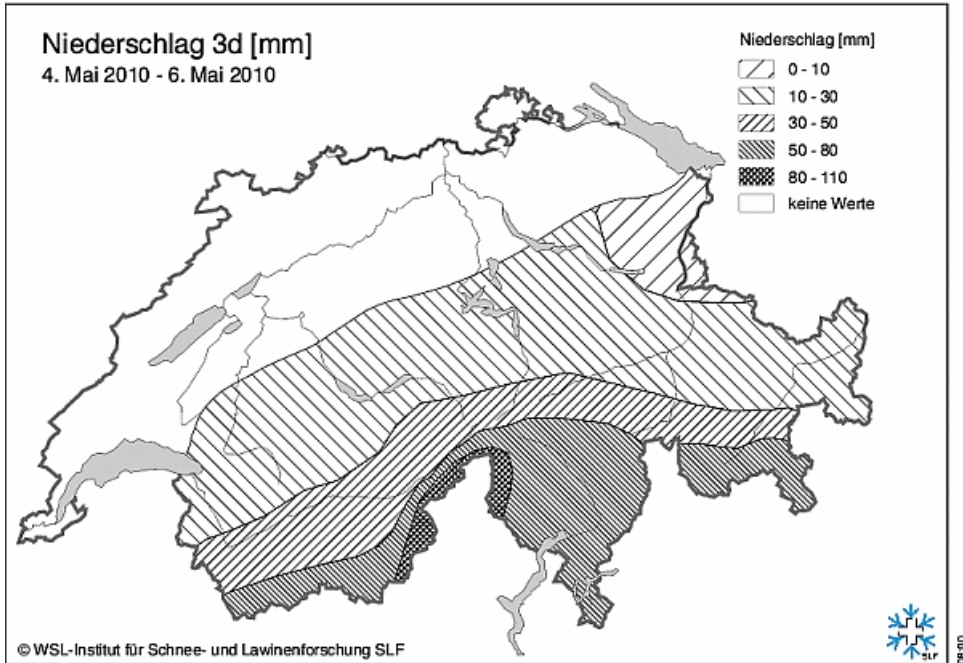 Niederschlag 3d [mm]
4. Mai 2010 - 6. Mai 2010
Niederschlag [mm]
0 - 10
10 - 30
30 - 50
50 - 80
80 - 110
keine Werte
© WSL-Institut für Schnee- und Lawinenforschung SLF
SLF